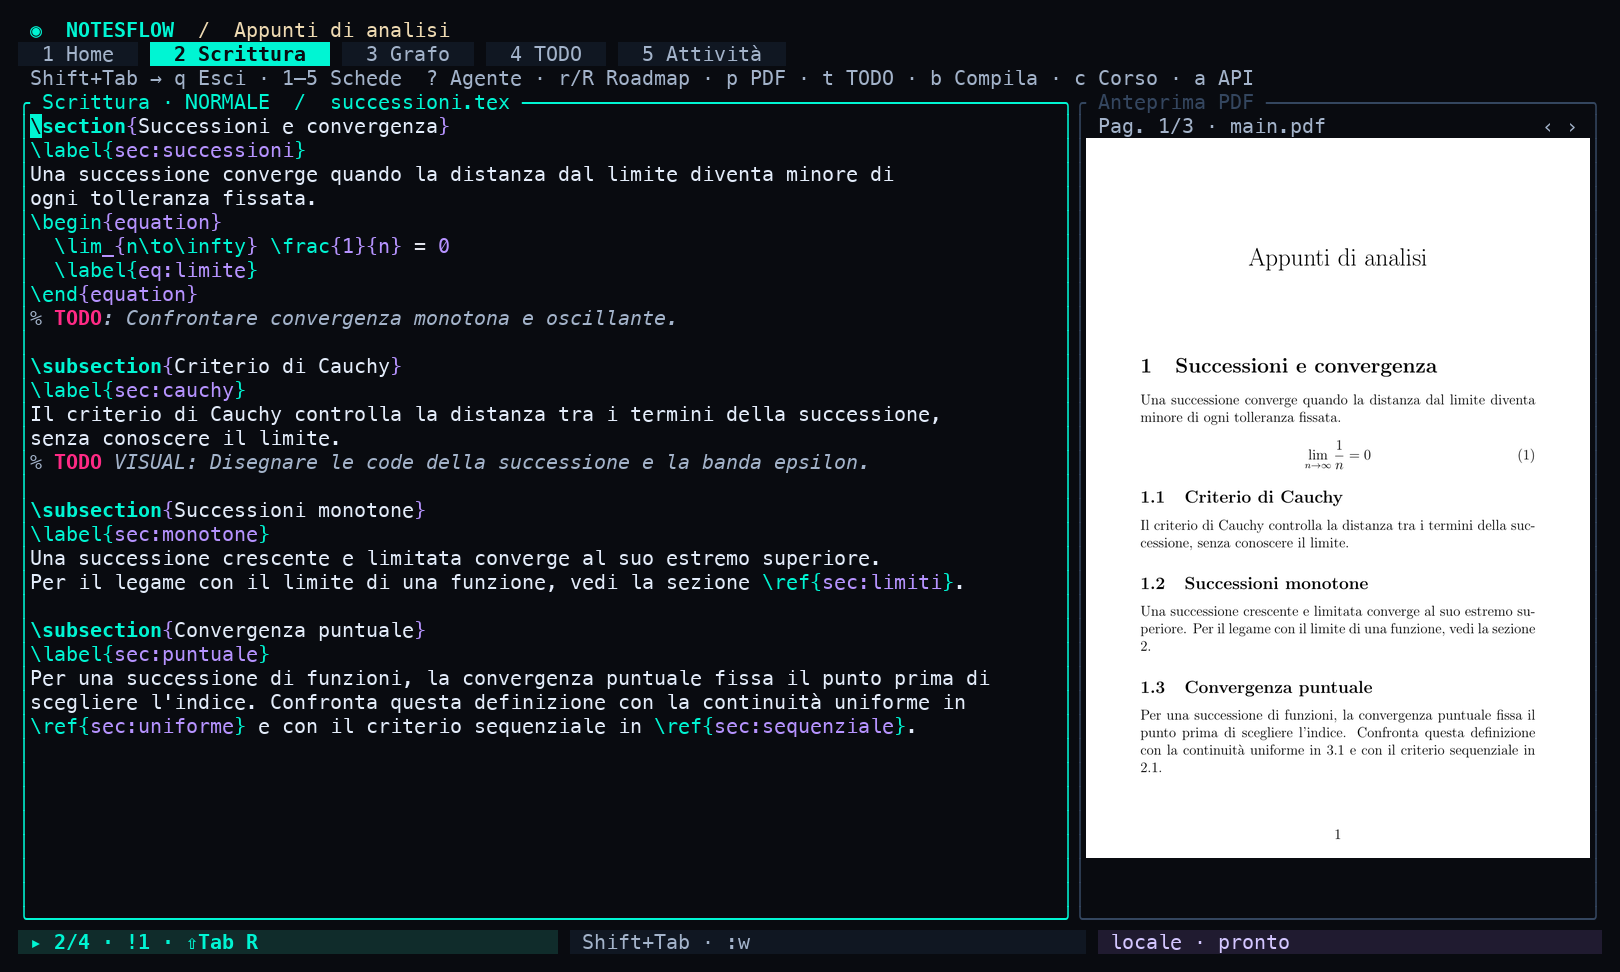 ◉ NOTESFLOW / Appunti di analisi
1 Home 2 Scrittura 3 Grafo 4 TODO 5 Attività
Shift+Tab → q Esci · 1–5 Schede ? Agente · r/R Roadmap · p PDF · t TODO · b Compila · c Corso · a API
Scrittura · NORMALE / successioni.tex
\section{Successioni e convergenza}
\label{sec:successioni}
Una successione converge quando la distanza dal limite diventa minore di
ogni tolleranza fissata.
\begin{equation}
  \lim_{n\to\infty} \frac{1}{n} = 0
  \label{eq:limite}
\end{equation}
% TODO: Confrontare convergenza monotona e oscillante.
\subsection{Criterio di Cauchy}
\label{sec:cauchy}
Il criterio di Cauchy controlla la distanza tra i termini della successione,
senza conoscere il limite.
% TODO VISUAL: Disegnare le code della successione e la banda epsilon.
\subsection{Successioni monotone}
\label{sec:monotone}
Una successione crescente e limitata converge al suo estremo superiore.
Per il legame con il limite di una funzione, vedi la sezione \ref{sec:limiti}.
\subsection{Convergenza puntuale}
\label{sec:puntuale}
Per una successione di funzioni, la convergenza puntuale fissa il punto prima di
scegliere l'indice. Confronta questa definizione con la continuità uniforme in
\ref{sec:uniforme} e con il criterio sequenziale in \ref{sec:sequenziale}.
Anteprima PDF
Pag. 1/3 · main.pdf ‹ ›
Appunti di analisi
1 Successioni e convergenza
Una successione converge quando la distanza dal limite diventa
minore di ogni tolleranza fissata.
lim n→∞ 1/n = 0 (1)
1.1 Criterio di Cauchy
Il criterio di Cauchy controlla la distanza tra i termini della suc-
cessione, senza conoscere il limite.
1.2 Successioni monotone
Una successione crescente e limitata converge al suo estremo su-
periore. Per il legame con il limite di una funzione, vedi la sezione
2.
1.3 Convergenza puntuale
Per una successione di funzioni, la convergenza puntuale fissa il
punto prima di scegliere l'indice. Confronta questa definizione
con la continuità uniforme in 3.1 e con il criterio sequenziale in
2.1.
1
▸ 2/4 · !1 · ⇧Tab R
Shift+Tab · :w
locale · pronto